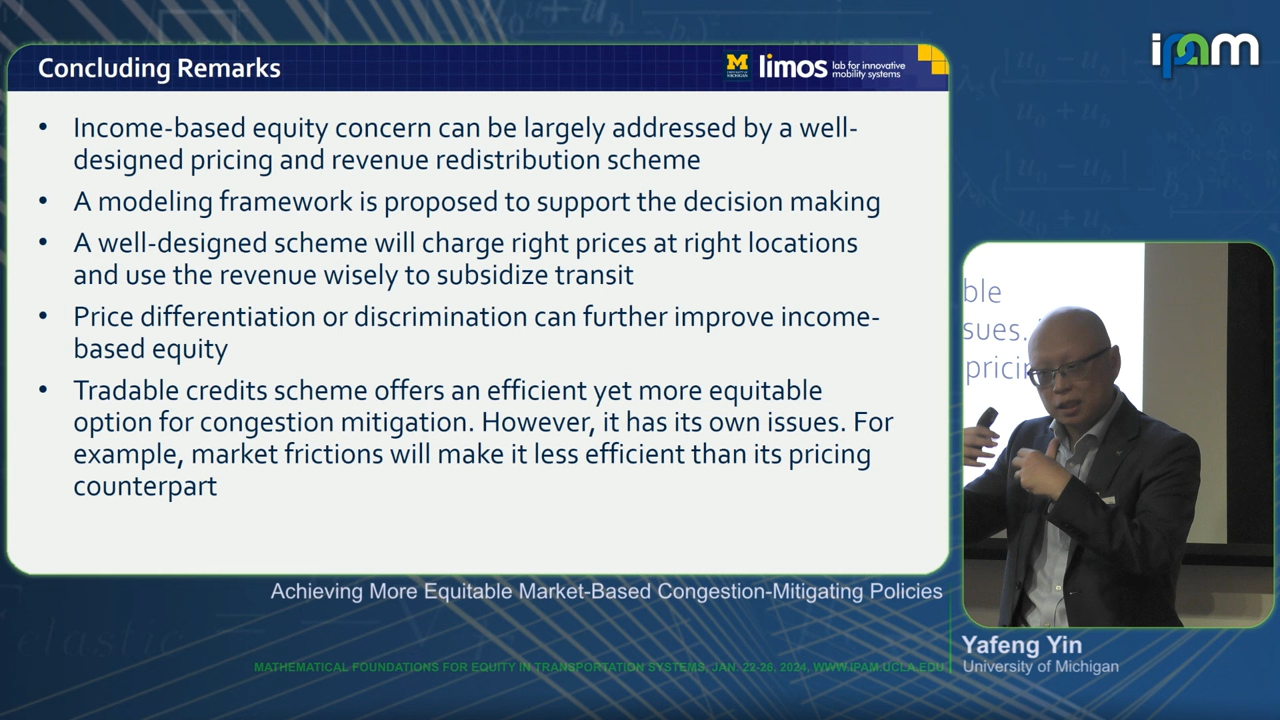 Concluding Remarks
M
limos lab for innovative
mobility systems
ipam
• Income-based equity concern can be largely addressed by a well-
designed pricing and revenue redistribution scheme
• A modeling framework is proposed to support the decision making
• A well-designed scheme will charge right prices at right locations
and use the revenue wisely to subsidize transit
• Price differentiation or discrimination can further improve income-
based equity
• Tradable credits scheme offers an efficient yet more equitable
option for congestion mitigation. However, it has its own issues. For
example, market frictions will make it less efficient than its pricing
counterpart
ble
sues.
pricin
Achieving More Equitable Market-Based Congestion-Mitigating Policies
Yafeng Yin
University of Michigan
MATHEMATICAL FOUNDATIONS FOR EQUITY IN TRANSPORTATION SYSTEMS, JAN. 22-26, 2024, WWW.IPAM.UCLA.EDU
elastic